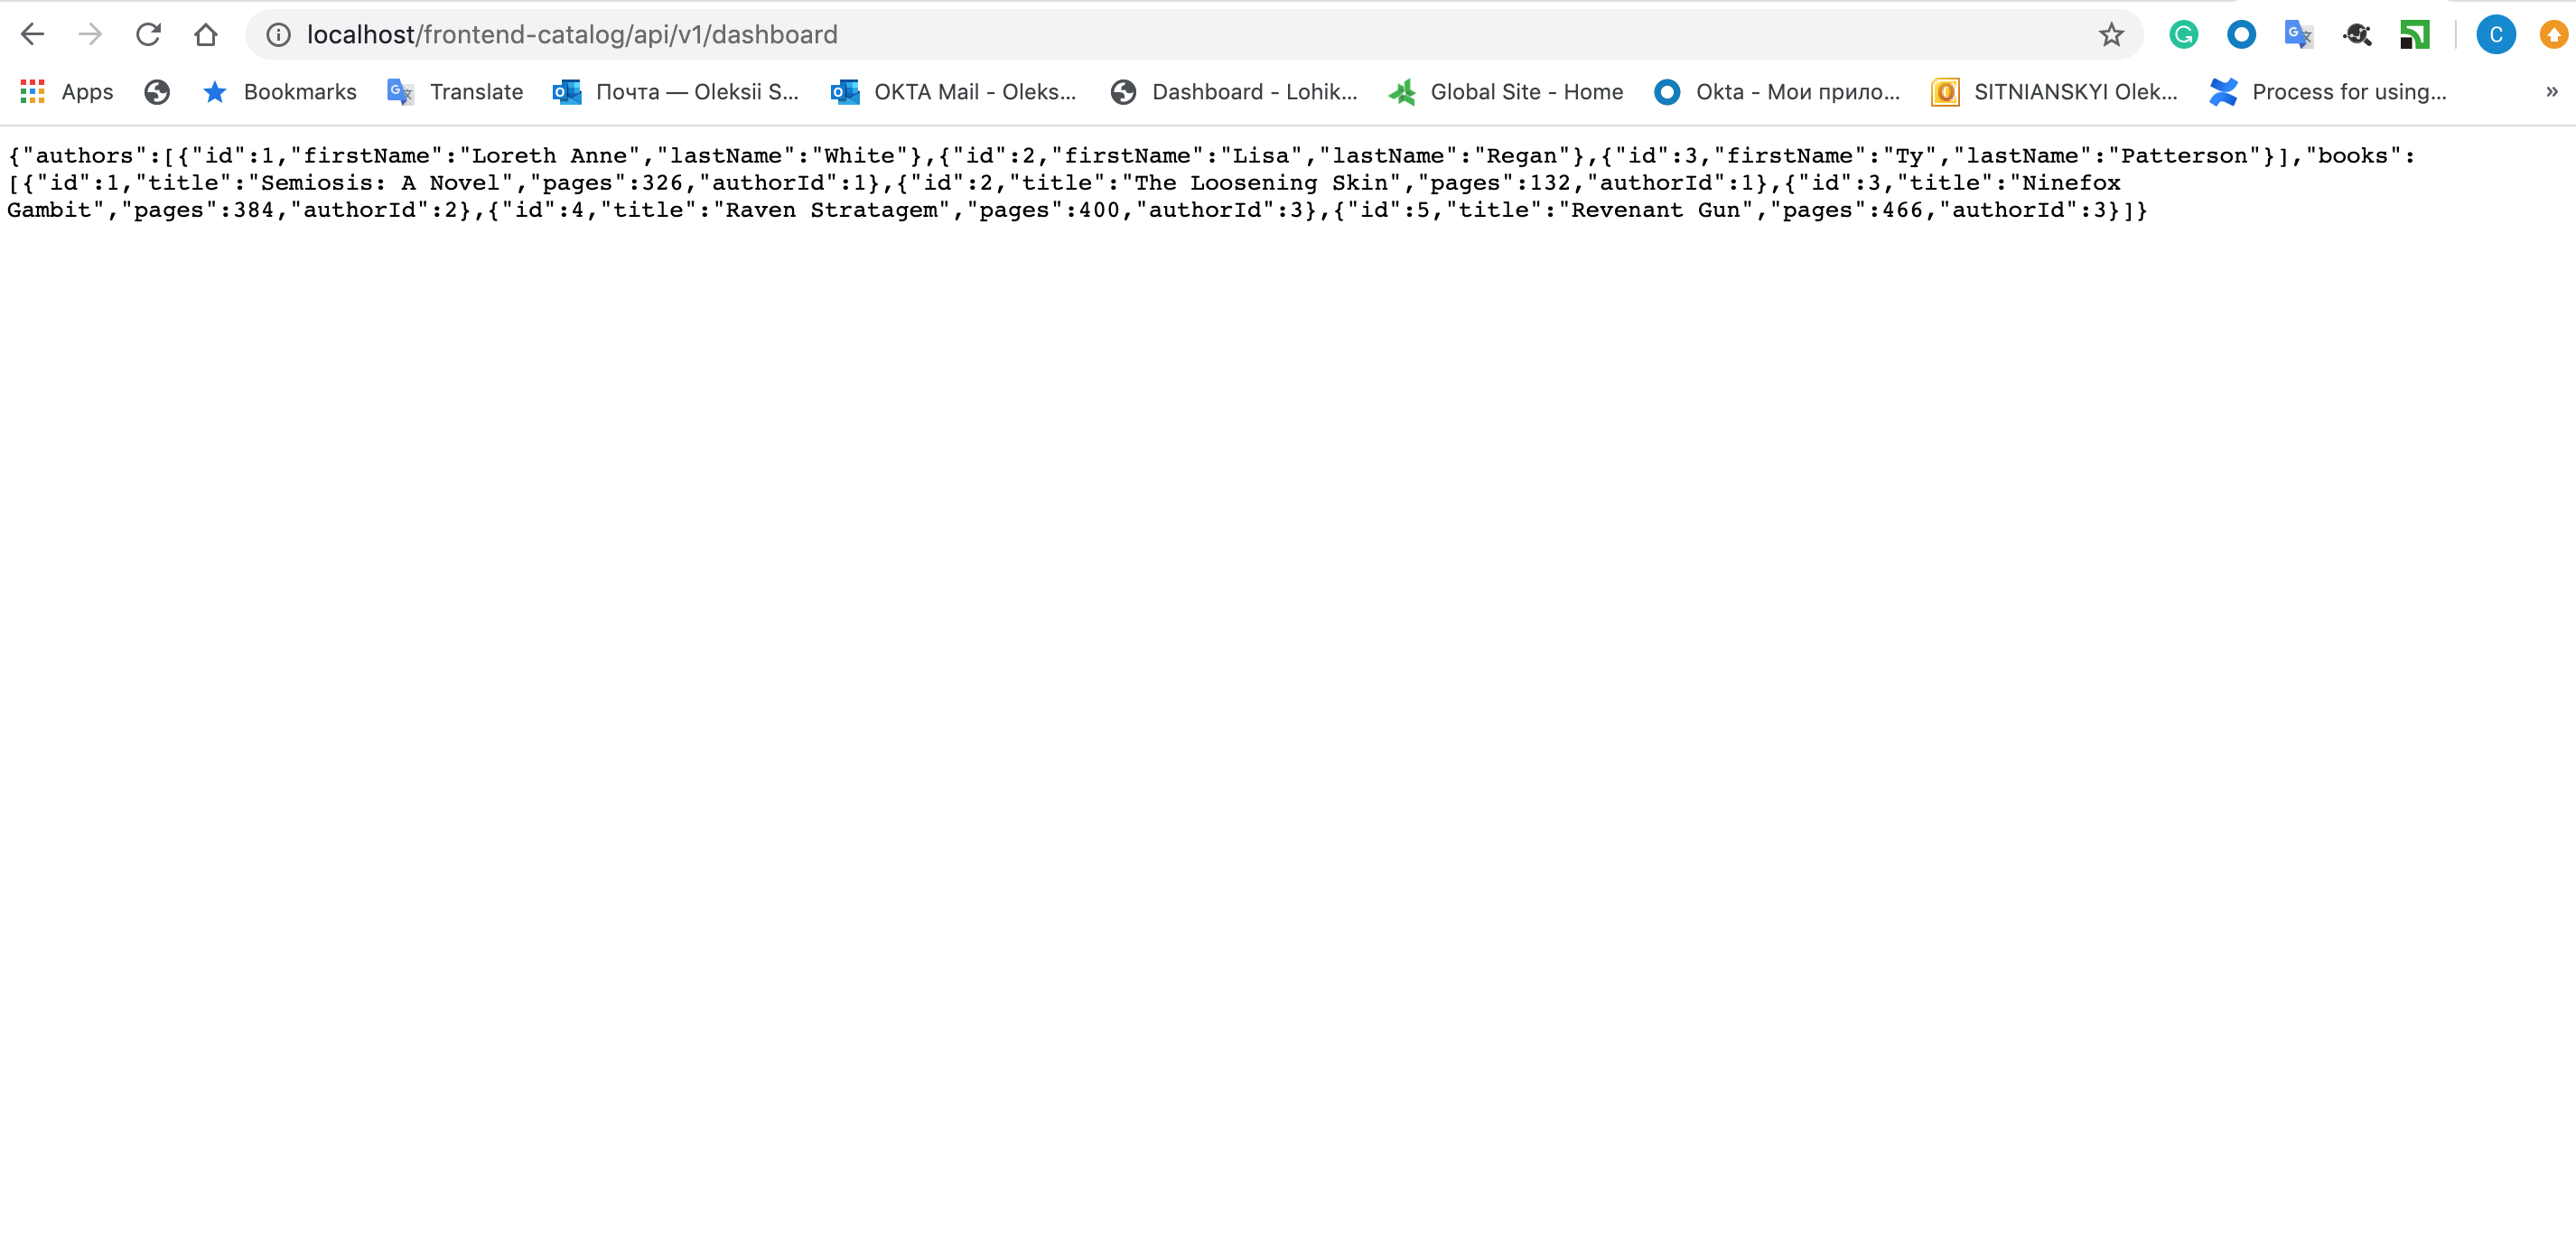 localhost/frontend-catalog/api/v1/dashboard
C
Apps Bookmarks Translate Почта — Oleksii S... OKTA Mail - Oleks... Dashboard - Lohik... Global Site - Home Okta - Мои прило... SITNIANSKYI Olek... Process for using... »
{"authors":[{"id":1,"firstName":"Loreth Anne","lastName":"White"},{"id":2,"firstName":"Lisa","lastName":"Regan"},{"id":3,"firstName":"Ty","lastName":"Patterson"}],"books":
[{"id":1,"title":"Semiosis: A Novel","pages":326,"authorId":1},{"id":2,"title":"The Loosening Skin","pages":132,"authorId":1},{"id":3,"title":"Ninefox
Gambit","pages":384,"authorId":2},{"id":4,"title":"Raven Stratagem","pages":400,"authorId":3},{"id":5,"title":"Revenant Gun","pages":466,"authorId":3}]}